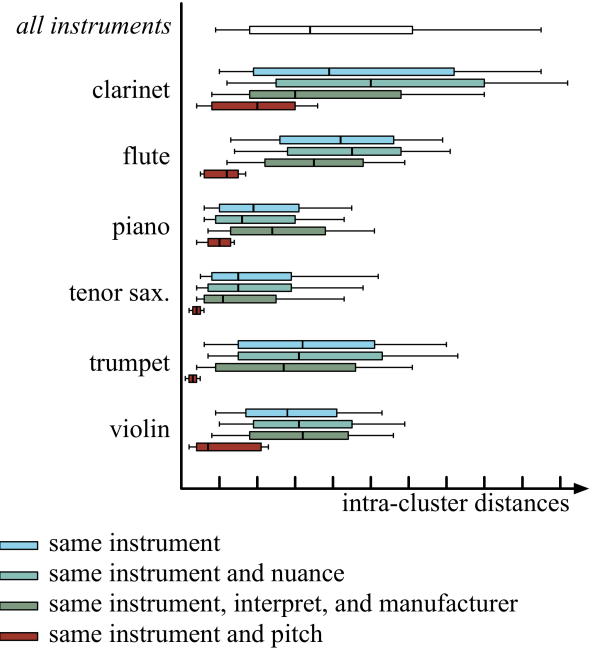 all instruments
clarinet
flute
piano
tenor sax.
trumpet
violin
intra-cluster distances
same instrument
same instrument and nuance
same instrument, interpret, and manufacturer
same instrument and pitch